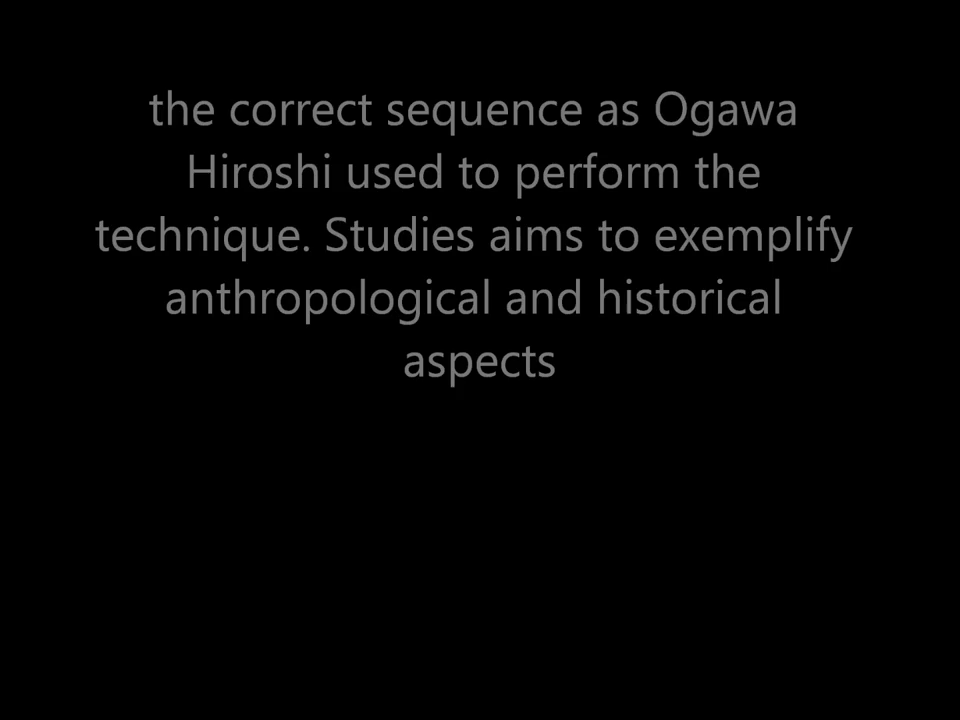 the correct sequence as Ogawa
Hiroshi used to perform the
technique. Studies aims to exemplify
anthropological and historical
aspects